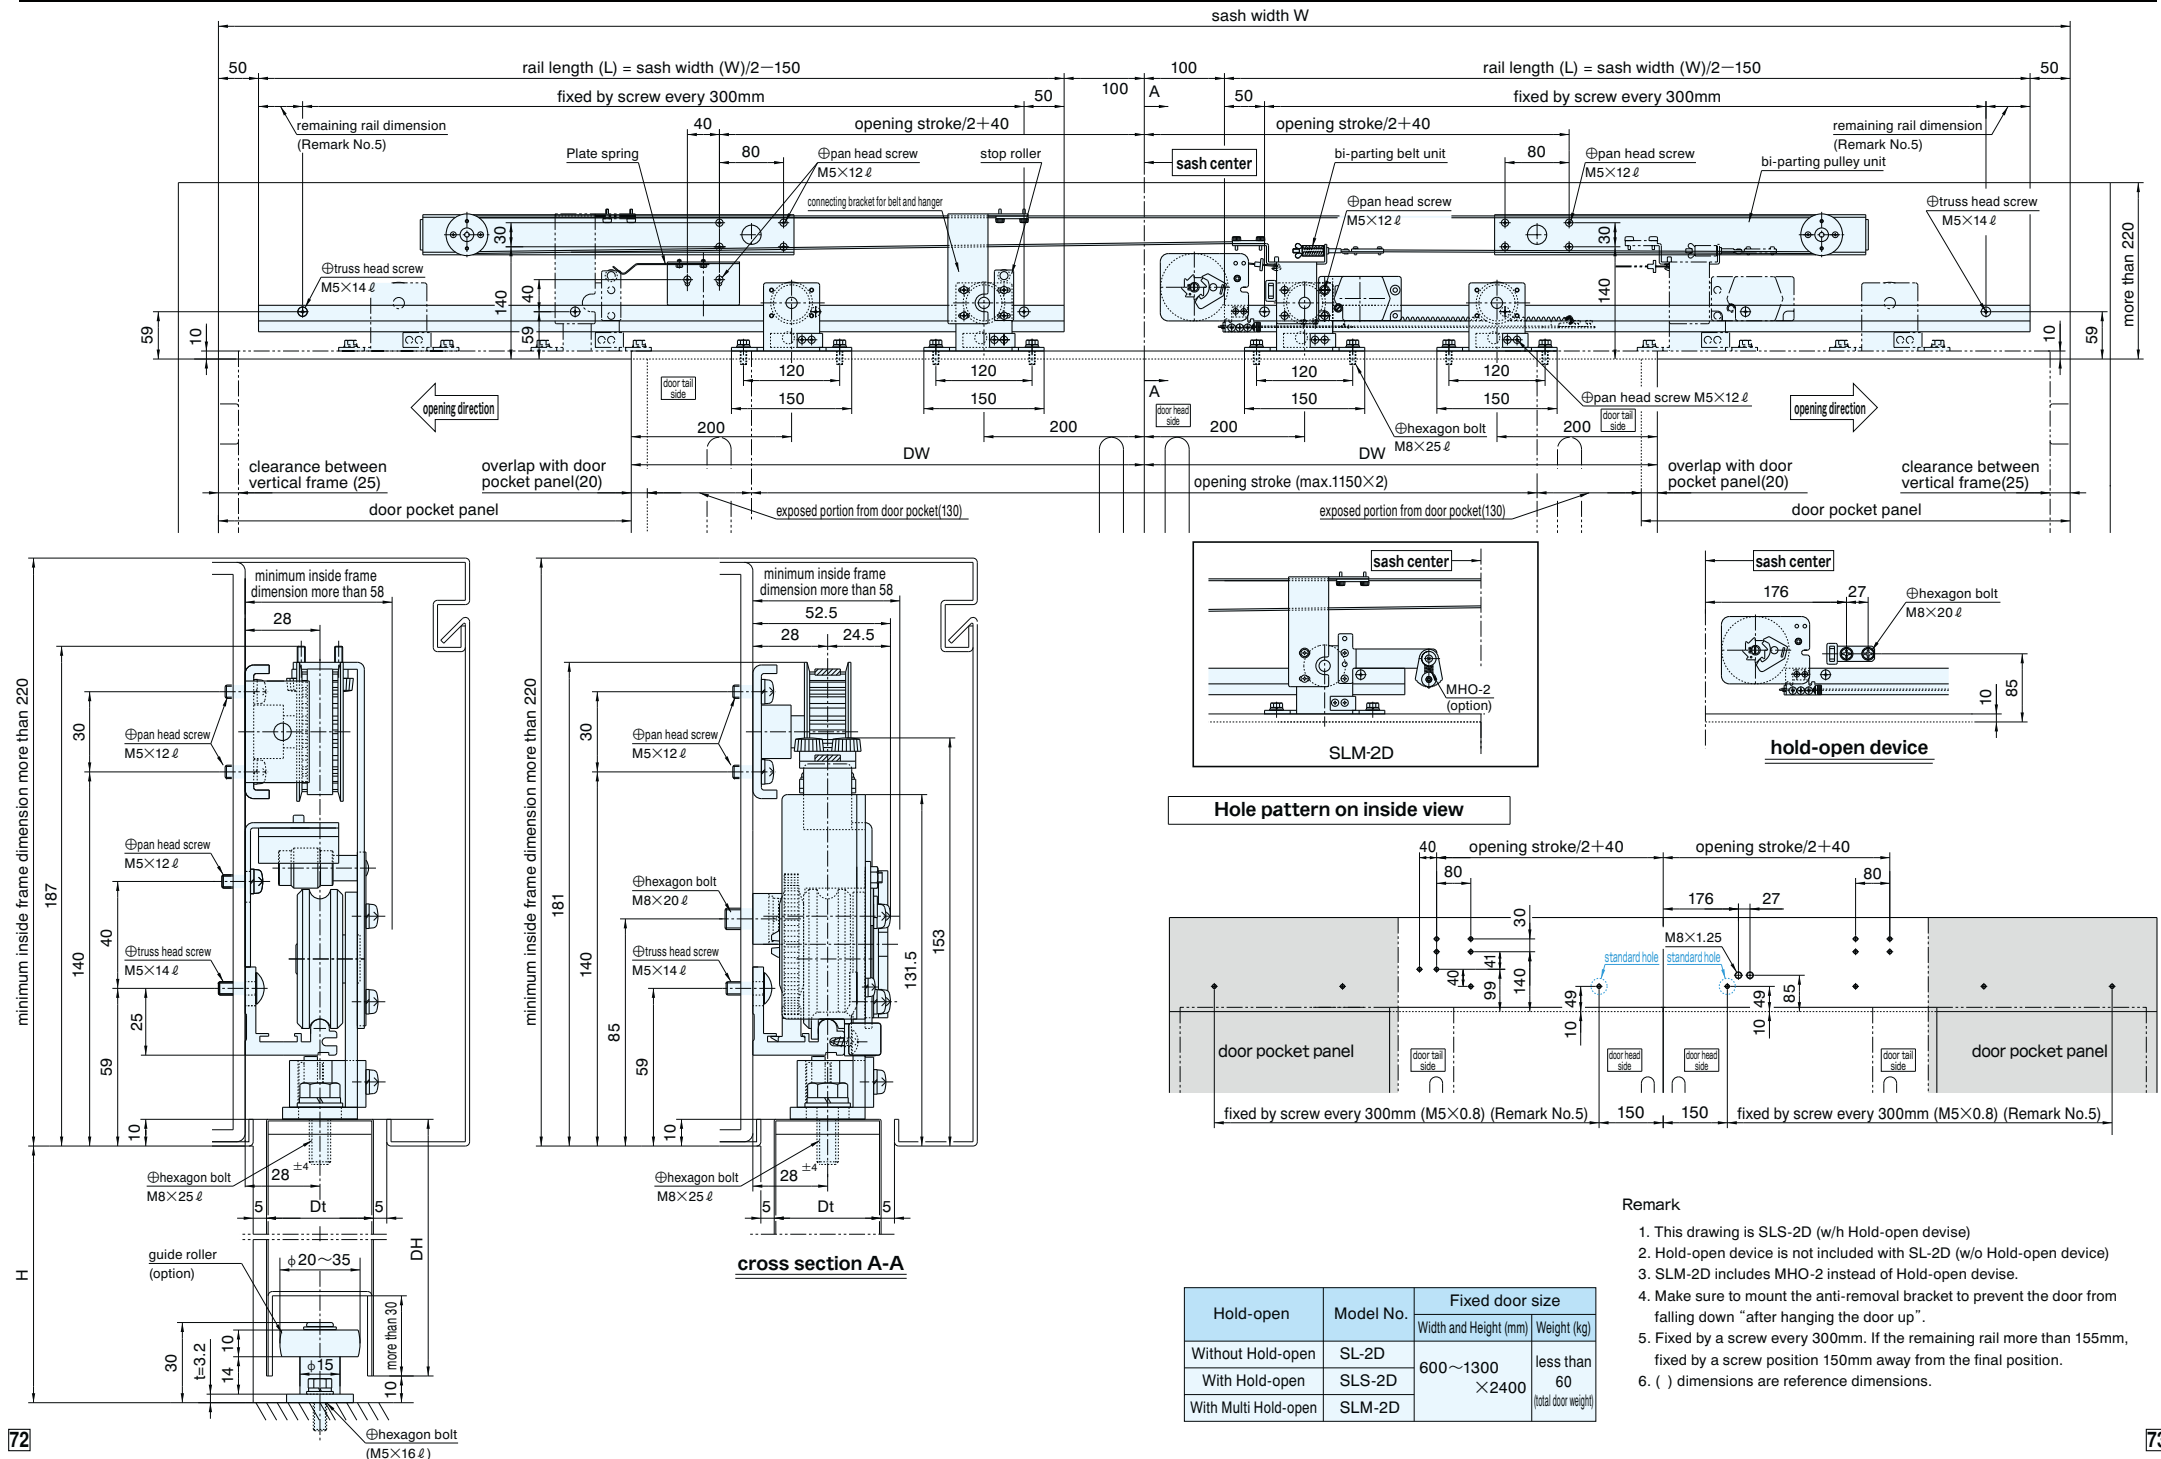 sash width W
50
rail length (L) = sash width (W)/2－150
100
100
rail length (L) = sash width (W)/2－150
50
fixed by screw every 300mm
50
A
50
fixed by screw every 300mm
remaining rail dimension
(Remark No.5)
40
opening stroke/2＋40
opening stroke/2＋40
remaining rail dimension
(Remark No.5)
Plate spring
80
⊕pan head screw
M5×12ℓ
stop roller
sash center
bi-parting belt unit
80
⊕pan head screw
M5×12ℓ
bi-parting pulley unit
connecting bracket for belt and hanger
⊕pan head screw
M5×12ℓ
⊕truss head screw
M5×14ℓ
30
30
more than 220
⊕truss head screw
M5×14ℓ
40
140
140
59
10
59
10
59
120
120
120
120
door tail
side
A
150
150
150
150
⊕pan head screw M5×12ℓ
opening direction
door head
side
door tail
side
opening direction
200
200
200
⊕hexagon bolt
M8×25ℓ
200
DW
DW
clearance between
vertical frame (25)
overlap with door
pocket panel(20)
opening stroke (max.1150×2)
overlap with door
pocket panel(20)
clearance between
vertical frame(25)
door pocket panel
exposed portion from door pocket(130)
exposed portion from door pocket(130)
door pocket panel
minimum inside frame
dimension more than 58
28
minimum inside frame dimension more than 220
187
30
⊕pan head screw
M5×12ℓ
⊕pan head screw
M5×12ℓ
40
140
⊕truss head screw
M5×14ℓ
25
59
10
⊕hexagon bolt
M8×25ℓ
28
±4
5
Dt
5
guide roller
(option)
φ20～35
DH
H
more than 30
30
t=3.2
10
14
φ15
10
⊕hexagon bolt
(M5×16ℓ)
minimum inside frame
dimension more than 58
52.5
28
24.5
minimum inside frame dimension more than 220
181
30
⊕pan head screw
M5×12ℓ
⊕hexagon bolt
M8×20ℓ
140
⊕truss head screw
M5×14ℓ
153
131.5
85
59
10
⊕hexagon bolt
M8×25ℓ
28
±4
5
Dt
5
cross section A-A
sash center
MHO-2
(option)
SLM-2D
sash center
176
27
⊕hexagon bolt
M8×20ℓ
10
85
hold-open device
Hole pattern on inside view
40
opening stroke/2＋40
opening stroke/2＋40
80
80
176
27
30
M8×1.25
standard hole
standard hole
41
40
99
140
49
10
49
10
85
door pocket panel
door tail
side
door head
side
door head
side
door tail
side
door pocket panel
fixed by screw every 300mm (M5×0.8) (Remark No.5)
150
150
fixed by screw every 300mm (M5×0.8) (Remark No.5)
Remark
1. This drawing is SLS-2D (w/h Hold-open devise)
2. Hold-open device is not included with SL-2D (w/o Hold-open device)
3. SLM-2D includes MHO-2 instead of Hold-open devise.
4. Make sure to mount the anti-removal bracket to prevent the door from
falling down “after hanging the door up”.
5. Fixed by a screw every 300mm. If the remaining rail more than 155mm,
fixed by a screw position 150mm away from the final position.
6. ( ) dimensions are reference dimensions.
Hold-open
Model No.
Fixed door size
Width and Height (mm)
Weight (kg)
Without Hold-open
SL-2D
600～1300
×2400
less than
60
(total door weight)
With Hold-open
SLS-2D
With Multi Hold-open
SLM-2D
72